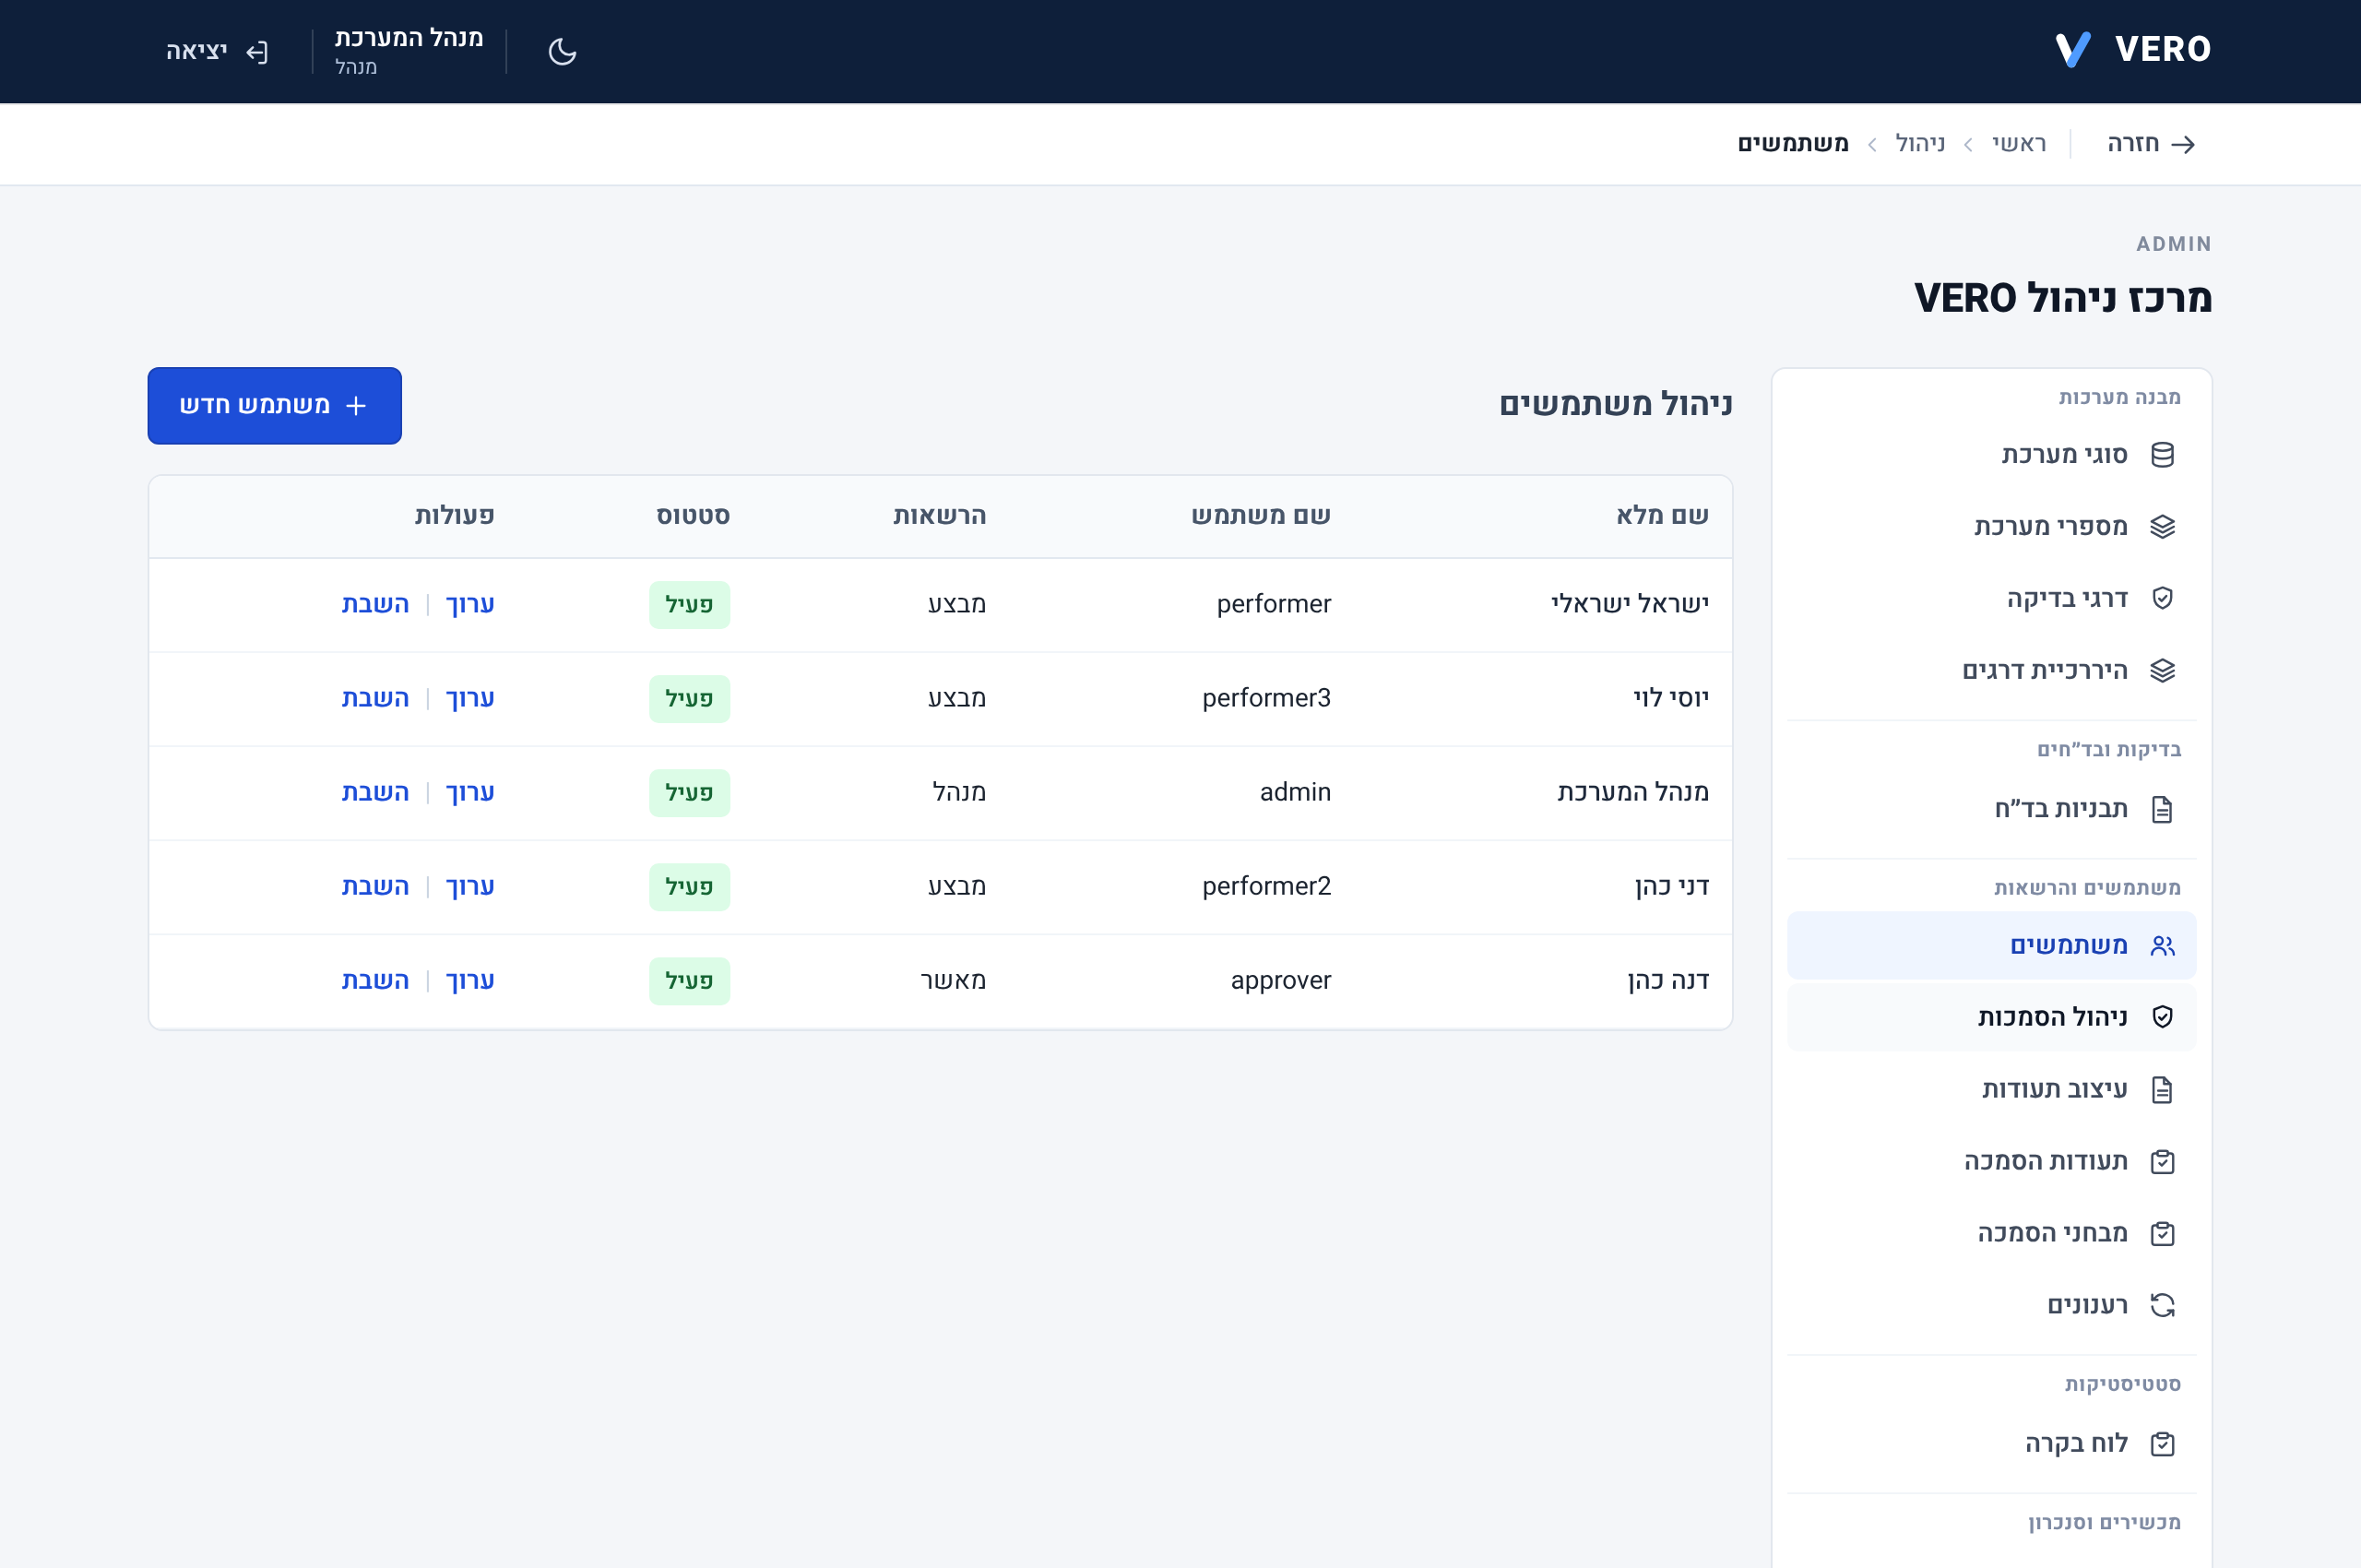 VERO
מנהל המערכת
מנהל
יציאה
חזרה
ראשי
ניהול
משתמשים
ADMIN
מרכז ניהול VERO
מבנה מערכות
סוגי מערכת
מספרי מערכת
דרגי בדיקה
היררכיית דרגים
בדיקות ובד״חים
תבניות בד״ח
משתמשים והרשאות
משתמשים
ניהול הסמכות
עיצוב תעודות
תעודות הסמכה
מבחני הסמכה
רענונים
סטטיסטיקות
לוח בקרה
מכשירים וסנכרון
ניהול משתמשים
משתמש חדש
שם מלא שם משתמש הרשאות סטטוס פעולות
ישראל ישראלי performer מבצע פעיל ערוך השבת
יוסי לוי performer3 מבצע פעיל ערוך השבת
מנהל המערכת admin מנהל פעיל ערוך השבת
דני כהן performer2 מבצע פעיל ערוך השבת
דנה כהן approver מאשר פעיל ערוך השבת